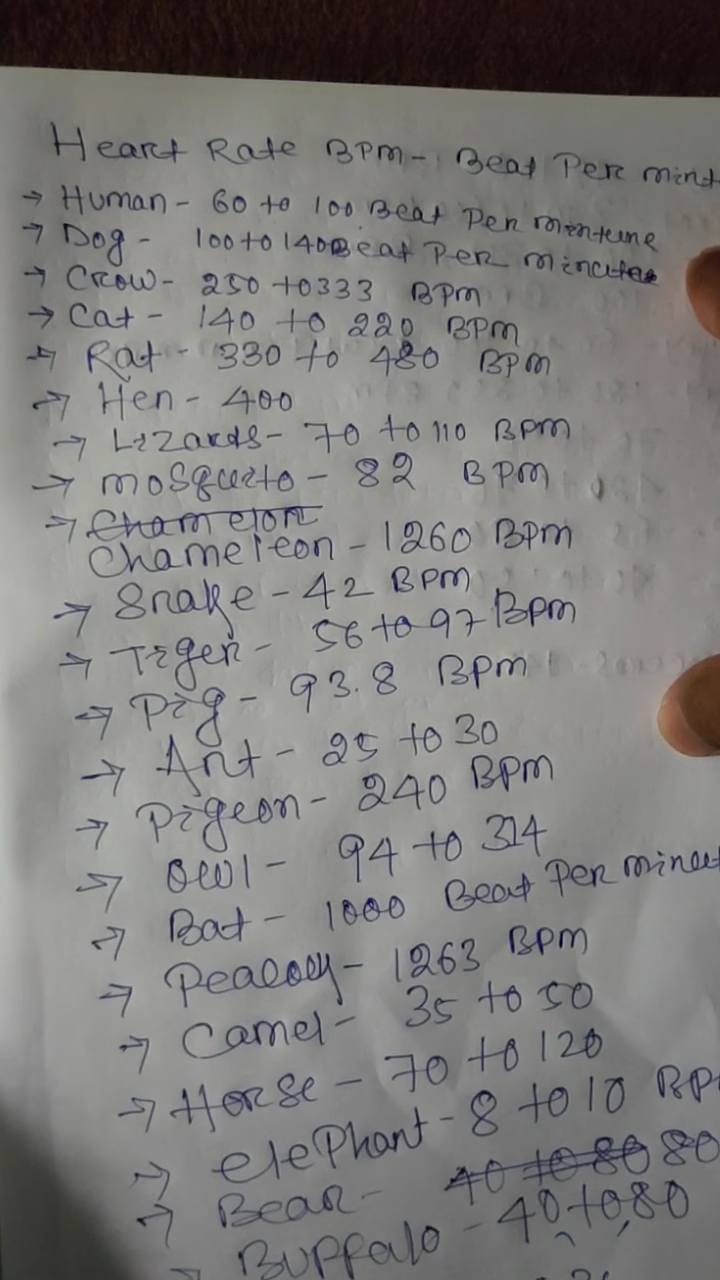 Heart Rate BPM - Beat Per mint
→ Human - 60 to 100 Beat Per
→ Dog - 100 to 140 Beat Per minutes
→ Crow - 250 to 333 BPM
→ Cat - 140 to 220 BPM
→ Rat - 330 to 480 BPM
→ Hen - 400
→ Lizards - 70 to 110 BPM
→ mosquito - 82 BPM
→ Chameleon - 1260 BPM
→ Snake - 42 BPM
→ Tiger - 56 to 97 BPM
→ Pig - 93.8 BPM
→ Ant - 25 to 30
→ Pigeon - 240 BPM
→ owl - 94 to 314
→ Bat - 1000 Beat Per minut
→ - 1263 BPM
→ Camel - 35 to 50
→ Horse - 70 to 120
→ elePhant - 8 to 10 BP
→ Bear - 40 to 80 80
→ Buffalo - 40 to 80